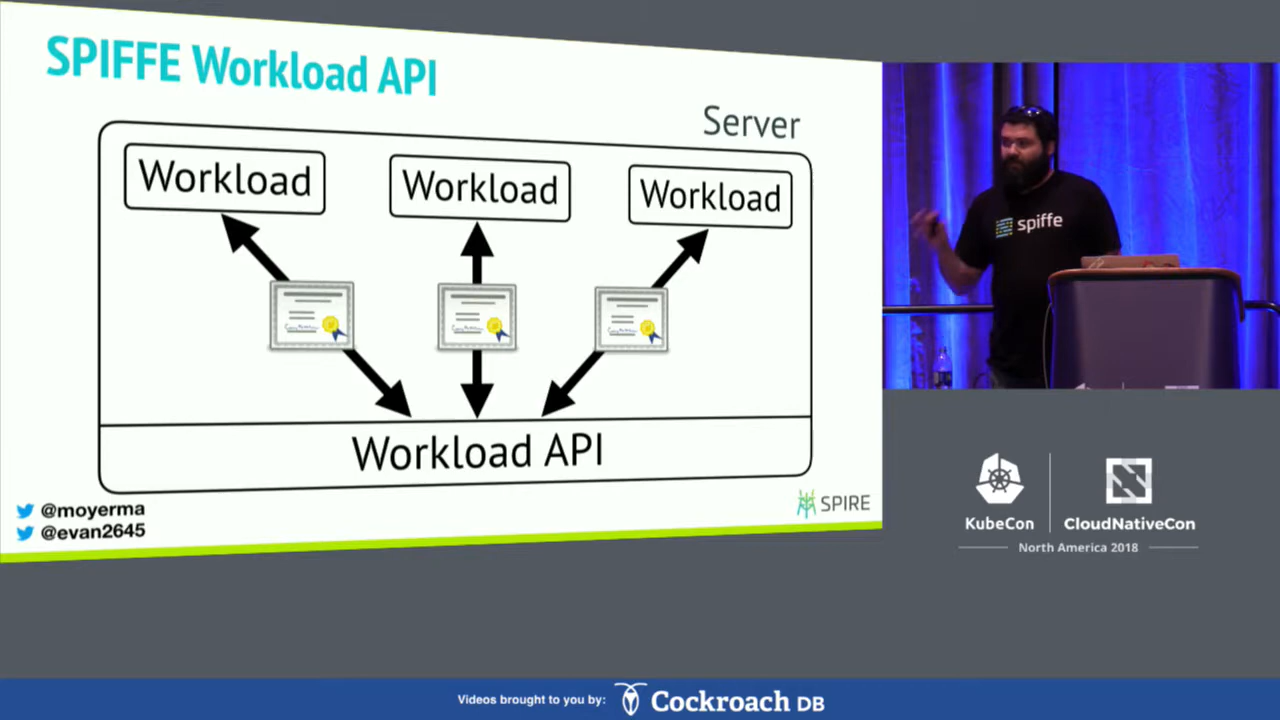 SPIFFE Workload API
Server
Workload
Workload
Workload
Workload API
@moyerma
@evan2645
SPIRE
spiffe
KubeCon
CloudNativeCon
North America 2018
Videos brought to you by:
Cockroach DB